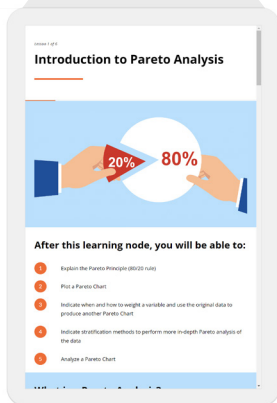 Lesson 1 of 6
Introduction to Pareto Analysis
20%
80%
After this learning node, you will be able to:
1 Explain the Pareto Principle (80/20 rule)
2 Plot a Pareto Chart
3 Indicate when and how to weight a variable and use the original data to
produce another Pareto Chart
4 Indicate stratification methods to perform more in-depth Pareto analysis of
the data
5 Analyze a Pareto Chart